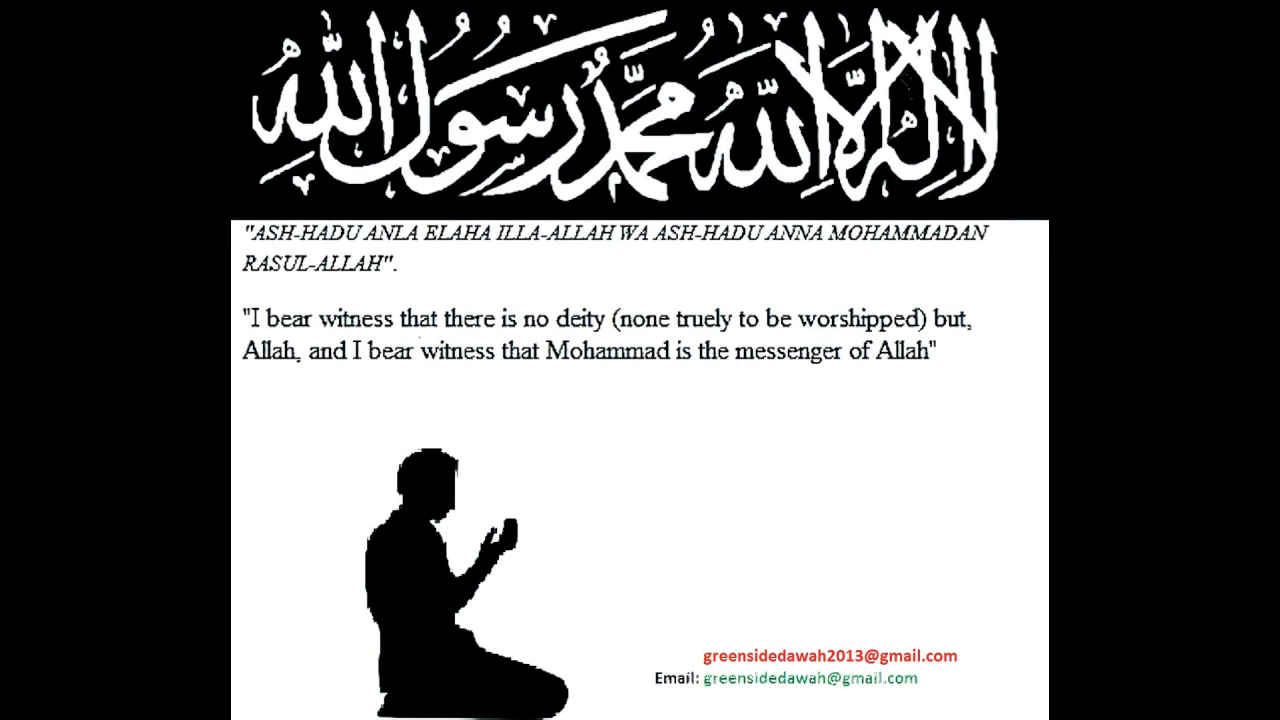 لا إله إلا الله محمد رسول الله
"ASH-HADU ANLA ELAHA ILLA-ALLAH WA ASH-HADU ANNA MOHAMMADAN
RASUL-ALLAH".
"I bear witness that there is no deity (none truely to be worshipped) but,
Allah, and I bear witness that Mohammad is the messenger of Allah"
greensidedawah2013@gmail.com
Email: greensidedawah@gmail.com